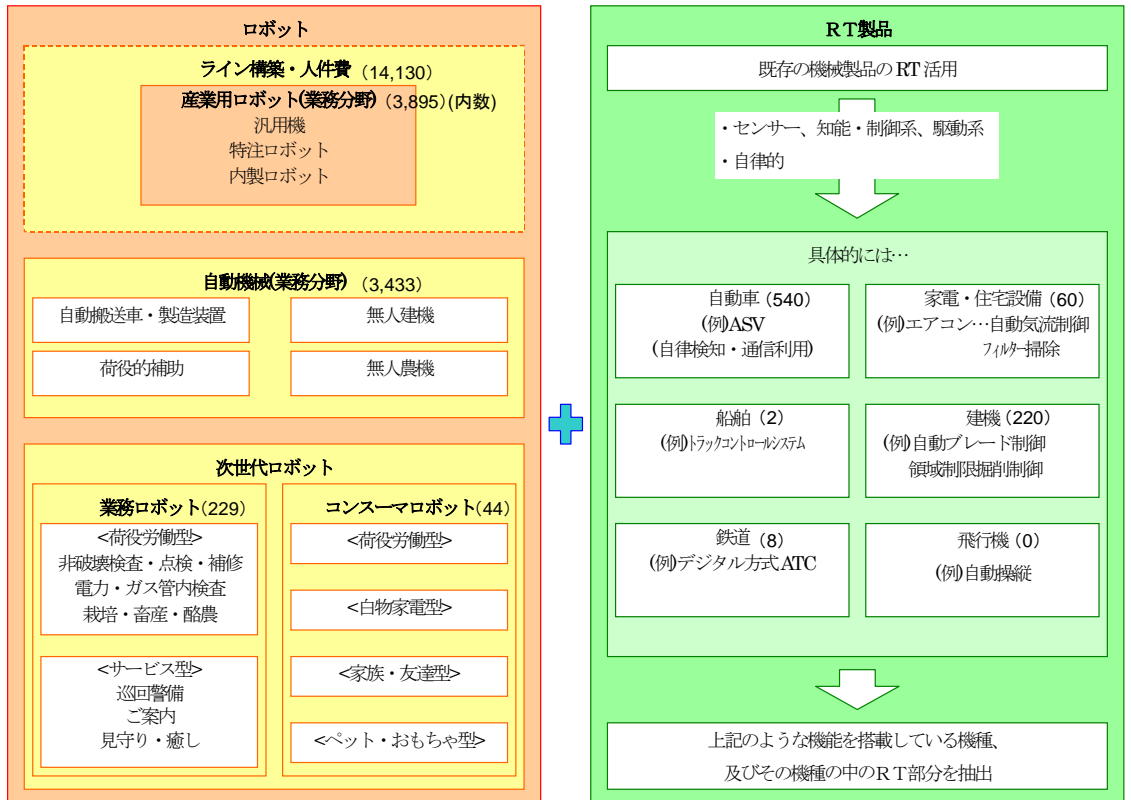 ロボット
ライン構築・人件費（14,130）
産業用ロボット(業務分野)（3,895）(内数)
汎用機
特注ロボット
内製ロボット
自動機械(業務分野)（3,433）
自動搬送車・製造装置
無人建機
荷役的補助
無人農機
次世代ロボット
業務ロボット(229)
<荷役労働型>
非破壊検査・点検・補修
電力・ガス管内検査
栽培・畜産・酪農
<サービス型>
巡回警備
ご案内
見守り・癒し
コンスーマロボット(44)
<荷役労働型>
<白物家電型>
<家族・友達型>
<ペット・おもちゃ型>
ＲＴ製品
既存の機械製品の RT 活用
・センサー、知能・制御系、駆動系
・自律的
具体的には…
自動車（540）
(例)ASV
(自律検知・通信利用)
家電・住宅設備（60）
(例)エアコン…自動気流制御
フィルター掃除
船舶（2）
(例)トラックコントロールシステム
建機（220）
(例)自動ブレード制御
領域制限掘削制御
鉄道（8）
(例)デジタル方式 ATC
飛行機（0）
(例)自動操縦
上記のような機能を搭載している機種、
及びその機種の中のＲＴ部分を抽出